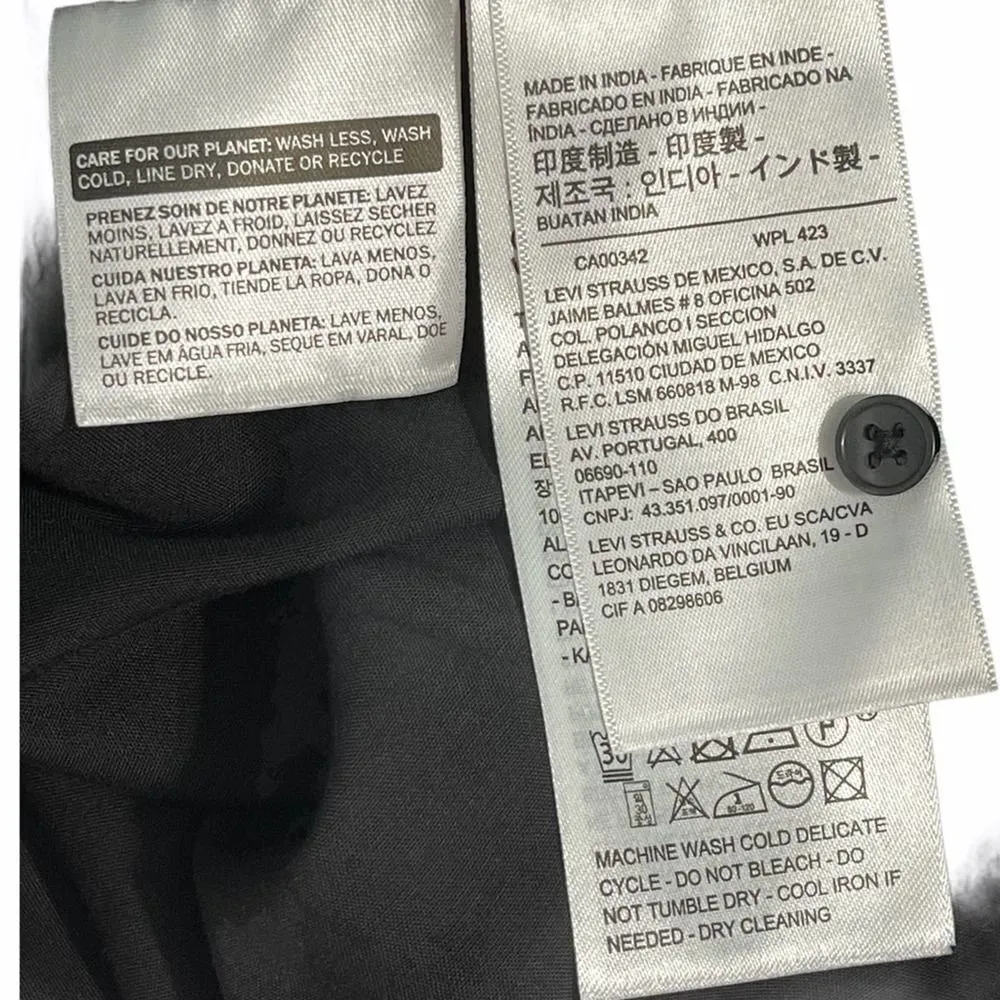 CARE FOR OUR PLANET: WASH LESS, WASH
COLD, LINE DRY, DONATE OR RECYCLE
PRENEZ SOIN DE NOTRE PLANETE: LAVEZ
MOINS, LAVEZ A FROID, LAISSEZ SECHER
NATURELLEMENT, DONNEZ OU RECYCLEZ
CUIDA NUESTRO PLANETA: LAVA MENOS,
LAVA EN FRIO, TIENDE LA ROPA, DONA O
RECICLA.
CUIDE DO NOSSO PLANETA: LAVE MENOS,
LAVE EM ÁGUA FRIA, SEQUE EM VARAL, DOE
OU RECICLE.
MADE IN INDIA - FABRIQUE EN INDE -
FABRICADO EN INDIA - FABRICADO NA
ÍNDIA - СДЕЛАНО В ИНДИИ -
印度制造 - 印度製 -
제조국 : 인디아 - インド製 -
BUATAN INDIA
CA00342 WPL 423
LEVI STRAUSS DE MEXICO, S.A. DE C.V.
JAIME BALMES # 8 OFICINA 502
COL. POLANCO I SECCION
DELEGACIÓN MIGUEL HIDALGO
C.P. 11510 CIUDAD DE MEXICO
R.F.C. LSM 660818 M-98 C.N.I.V. 3337
LEVI STRAUSS DO BRASIL
AV. PORTUGAL, 400
06690-110
ITAPEVI – SAO PAULO BRASIL
CNPJ: 43.351.097/0001-90
LEVI STRAUSS & CO. EU SCA/CVA
LEONARDO DA VINCILAAN, 19 - D
1831 DIEGEM, BELGIUM
CIF A 08298606
MACHINE WASH COLD DELICATE
CYCLE - DO NOT BLEACH - DO
NOT TUMBLE DRY - COOL IRON IF
NEEDED - DRY CLEANING